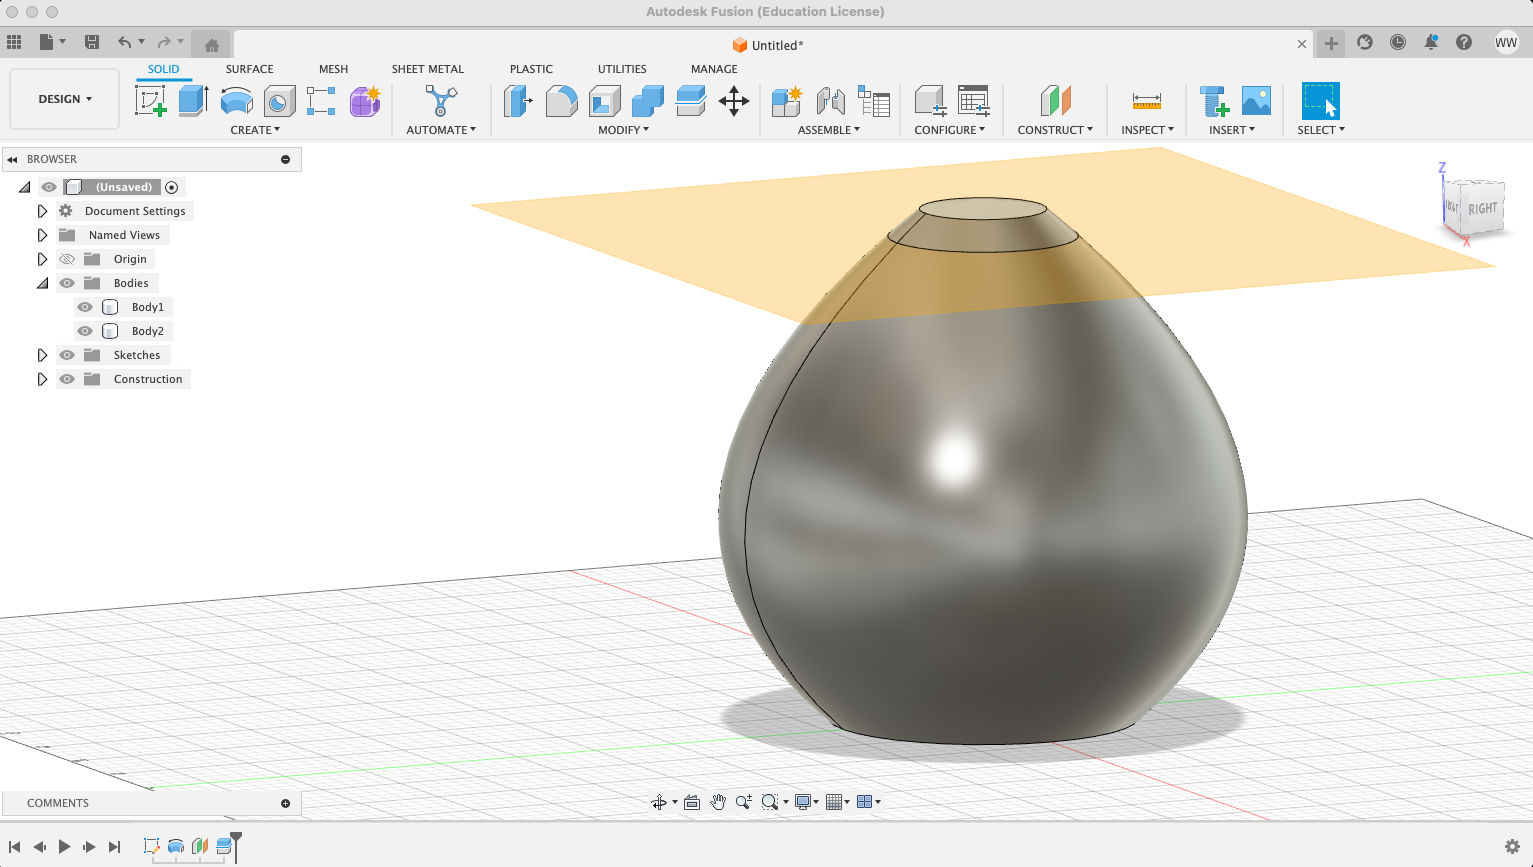 Autodesk Fusion (Education License)
Untitled*
WW
SOLID SURFACE MESH SHEET METAL PLASTIC UTILITIES MANAGE
DESIGN
CREATE AUTOMATE MODIFY ASSEMBLE CONFIGURE CONSTRUCT INSPECT INSERT SELECT
BROWSER
(Unsaved)
Document Settings
Named Views
Origin
Bodies
Body1
Body2
Sketches
Construction
Z
RIGHT
X
COMMENTS